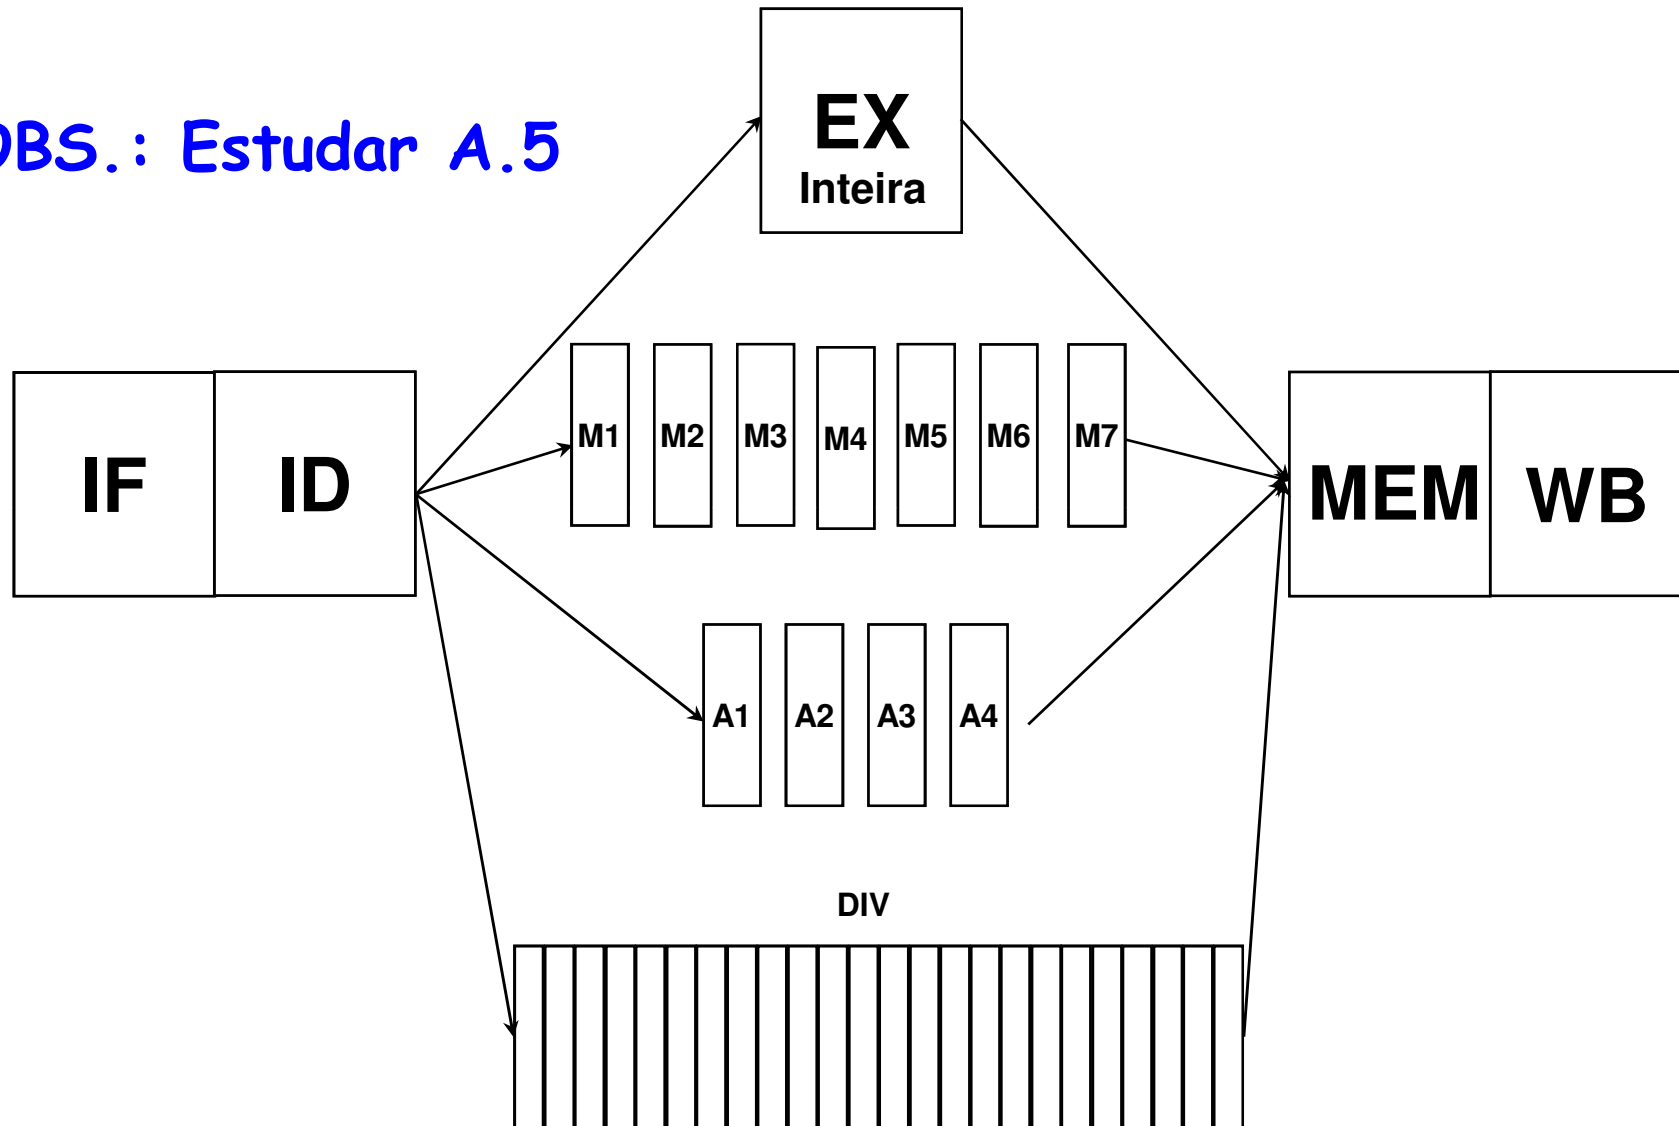 OBS.: Estudar A.5
EX
Inteira
IF ID
M1 M2 M3 M4 M5 M6 M7
MEM WB
A1 A2 A3 A4
DIV